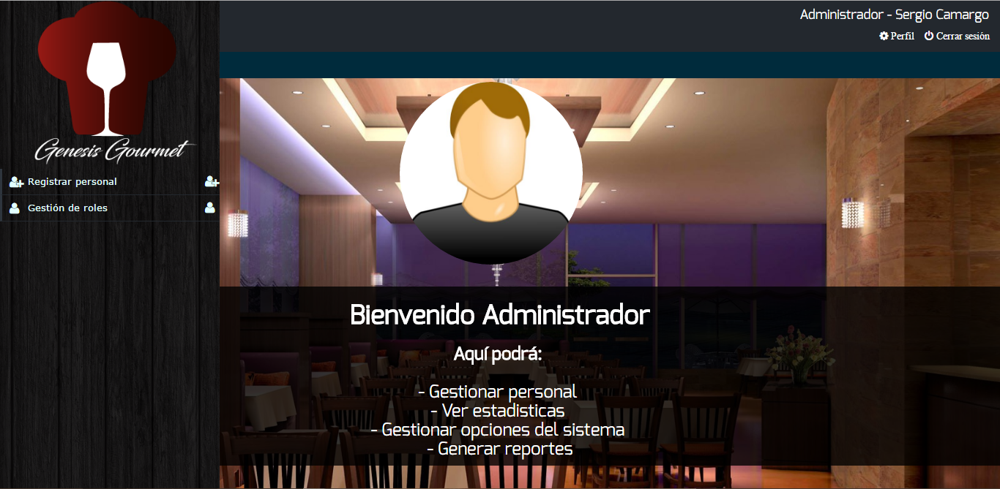 Genesis Gourmet
Registrar personal
Gestión de roles
Administrador - Sergio Camargo
Perfil Cerrar sesión
Bienvenido Administrador
Aquí podrá:
- Gestionar personal
- Ver estadisticas
- Gestionar opciones del sistema
- Generar reportes